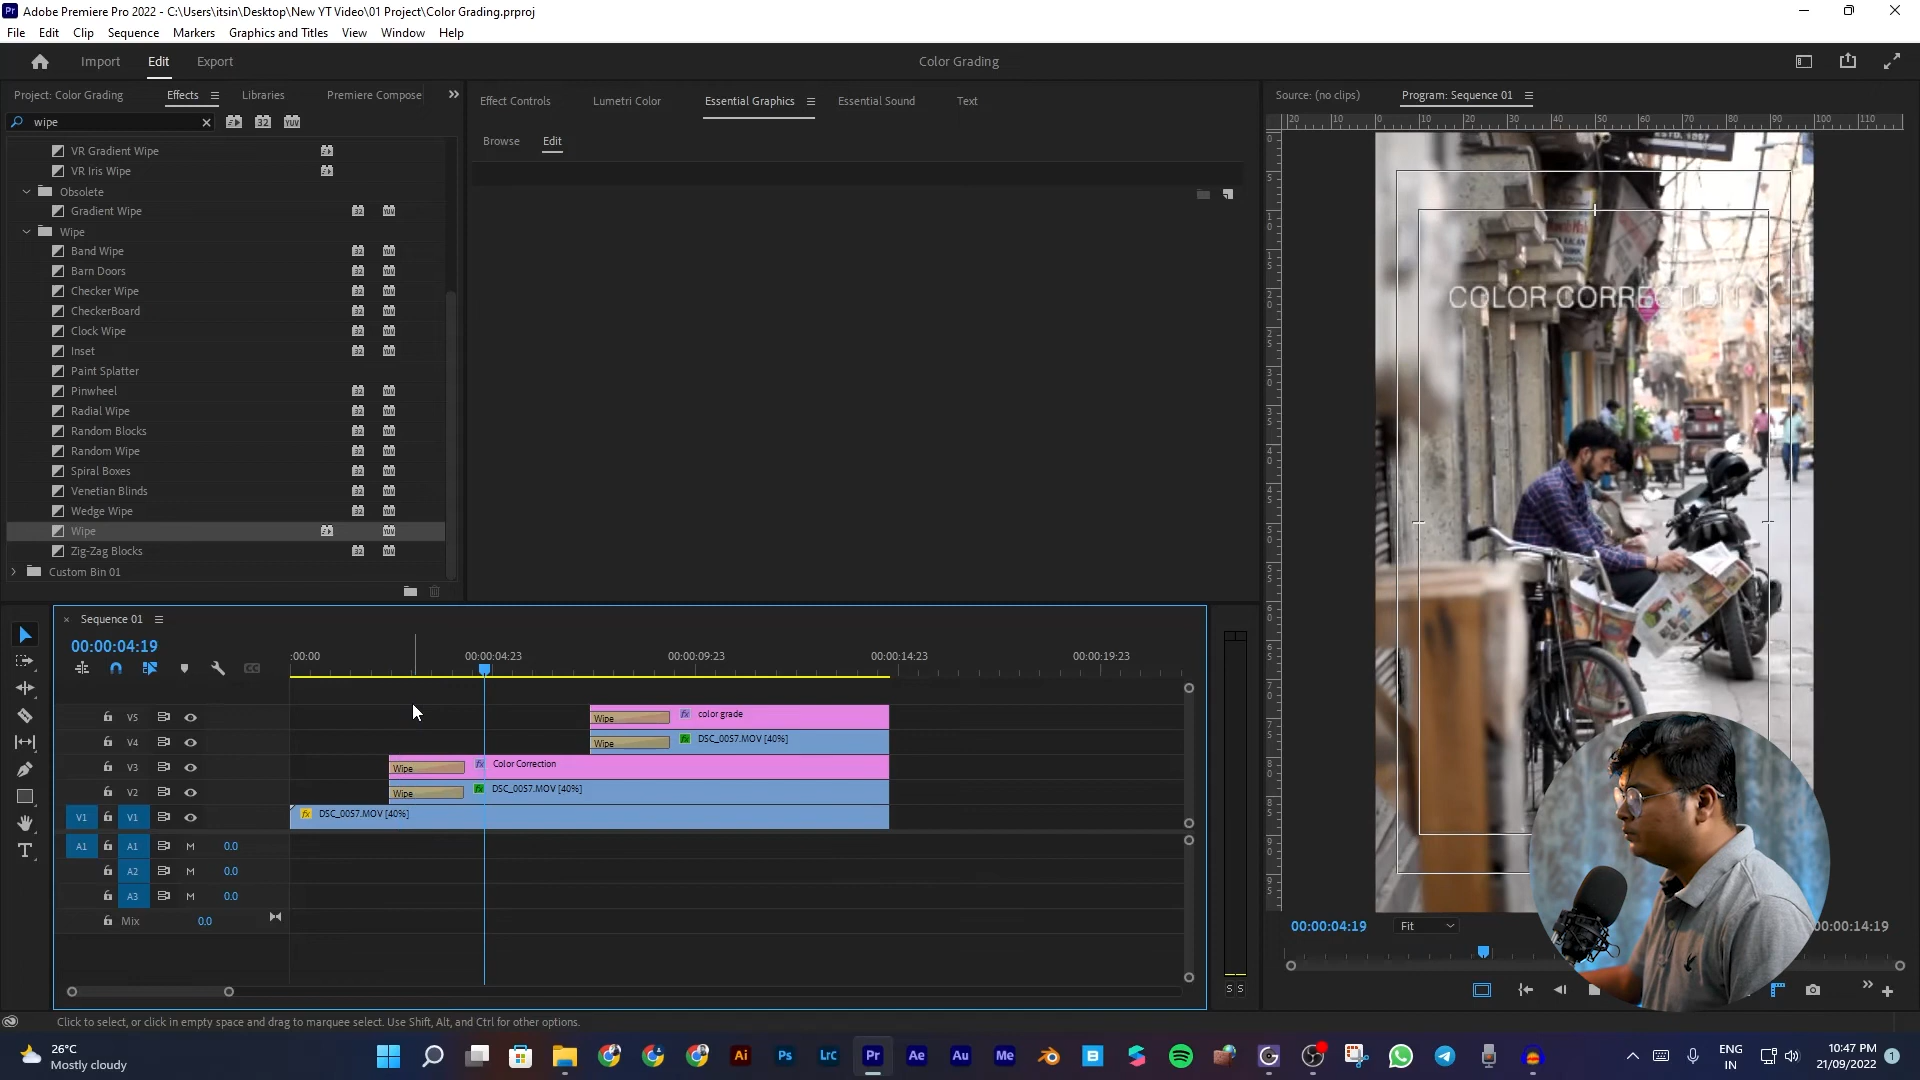 Adobe Premiere Pro 2022 - C:\Users\itsin\Desktop\New YT Video\01 Project\Color Grading.prproj
File Edit Clip Sequence Markers Graphics and Titles View Window Help
Import Edit Export
Color Grading
Project: Color Grading Effects Libraries Premiere Compose
wipe
VR Gradient Wipe
VR Iris Wipe
Obsolete
Gradient Wipe
Wipe
Band Wipe
Barn Doors
Checker Wipe
CheckerBoard
Clock Wipe
Inset
Paint Splatter
Pinwheel
Radial Wipe
Random Blocks
Random Wipe
Spiral Boxes
Venetian Blinds
Wedge Wipe
Wipe
Zig-Zag Blocks
Custom Bin 01
Effect Controls Lumetri Color Essential Graphics Essential Sound Text
Browse Edit
Source: (no clips) Program: Sequence 01
COLOR CORRECTION
00:00:04:19 Fit 00:00:14:19
Sequence 01
00:00:04:19
:00:00 00:00:04:23 00:00:09:23 00:00:14:23 00:00:19:23
V5 Wipe color grade
V4 Wipe DSC_0057.MOV [40%]
V3 Wipe Color Correction
V2 Wipe DSC_0057.MOV [40%]
V1 V1 DSC_0057.MOV [40%]
A1 A1 M 0.0
A2 M 0.0
A3 M 0.0
Mix 0.0
S S
Click to select, or click in empty space and drag to marquee select. Use Shift, Alt, and Ctrl for other options.
26°C
Mostly cloudy
Ai Ps LrC Pr Ae Au Me
ENG
IN
10:47 PM
21/09/2022
1